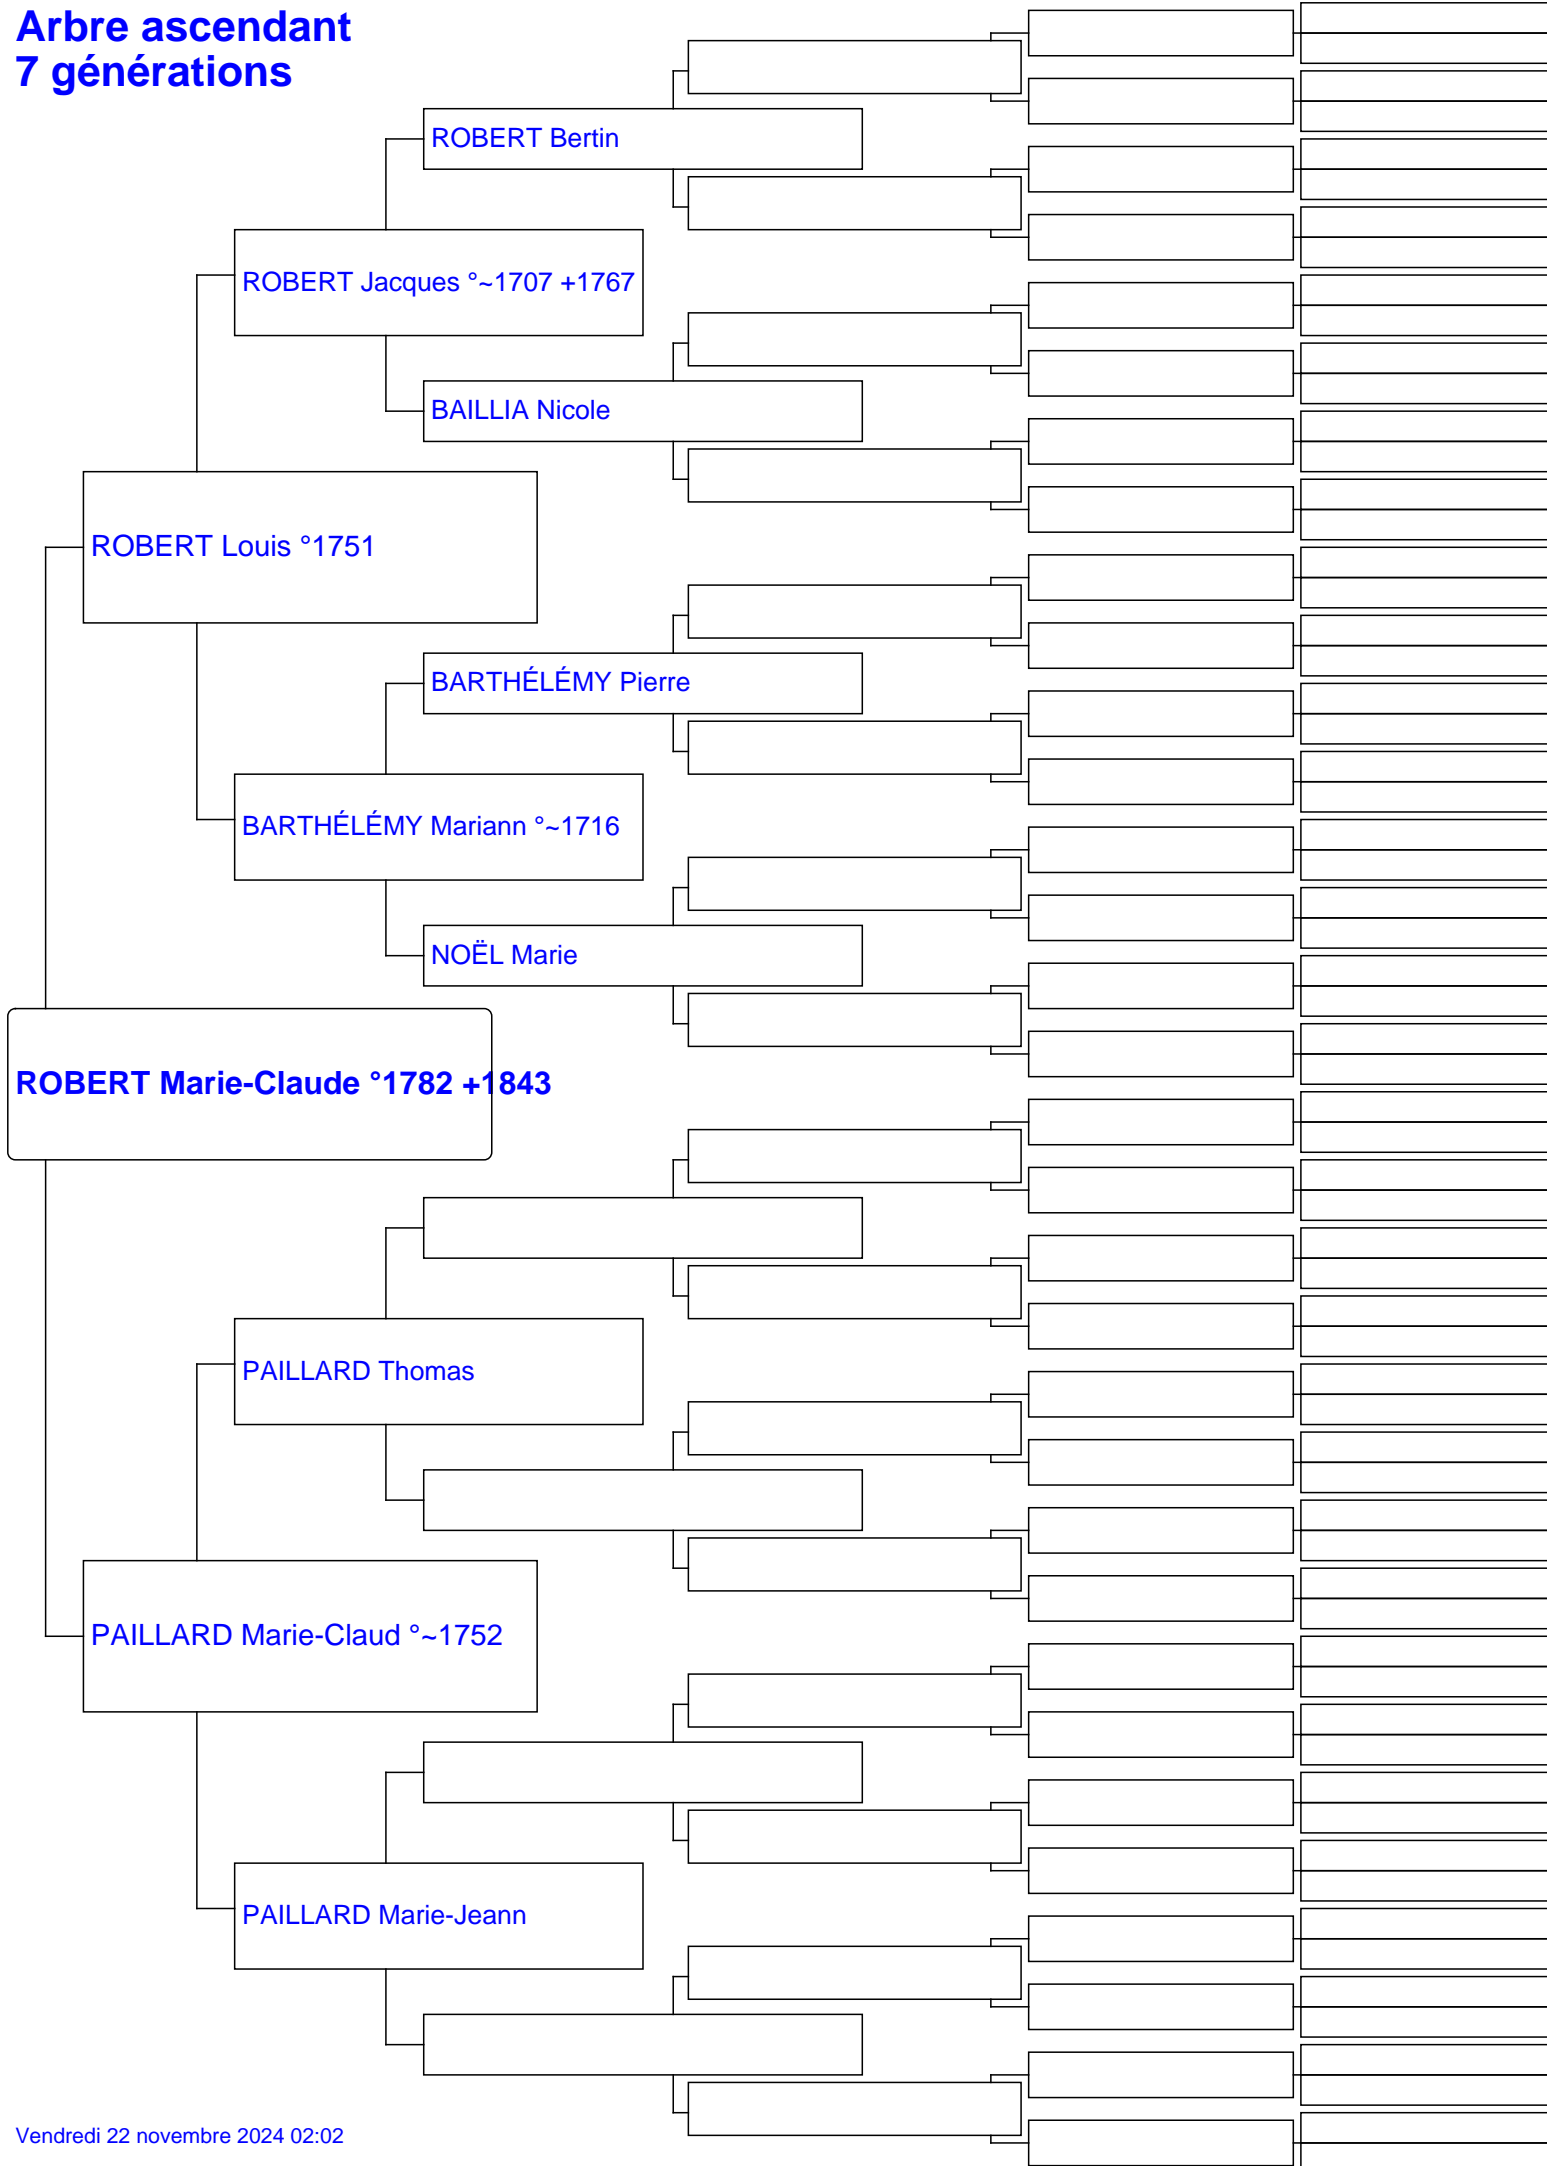 Arbre ascendant
7 générations
ROBERT Bertin
ROBERT Jacques °~1707 +1767
BAILLIA Nicole
ROBERT Louis °1751
BARTHÉLÉMY Pierre
BARTHÉLÉMY Mariann °~1716
NOËL Marie
ROBERT Marie-Claude °1782 +1843
PAILLARD Thomas
PAILLARD Marie-Claud °~1752
PAILLARD Marie-Jeann
Vendredi 22 novembre 2024 02:02